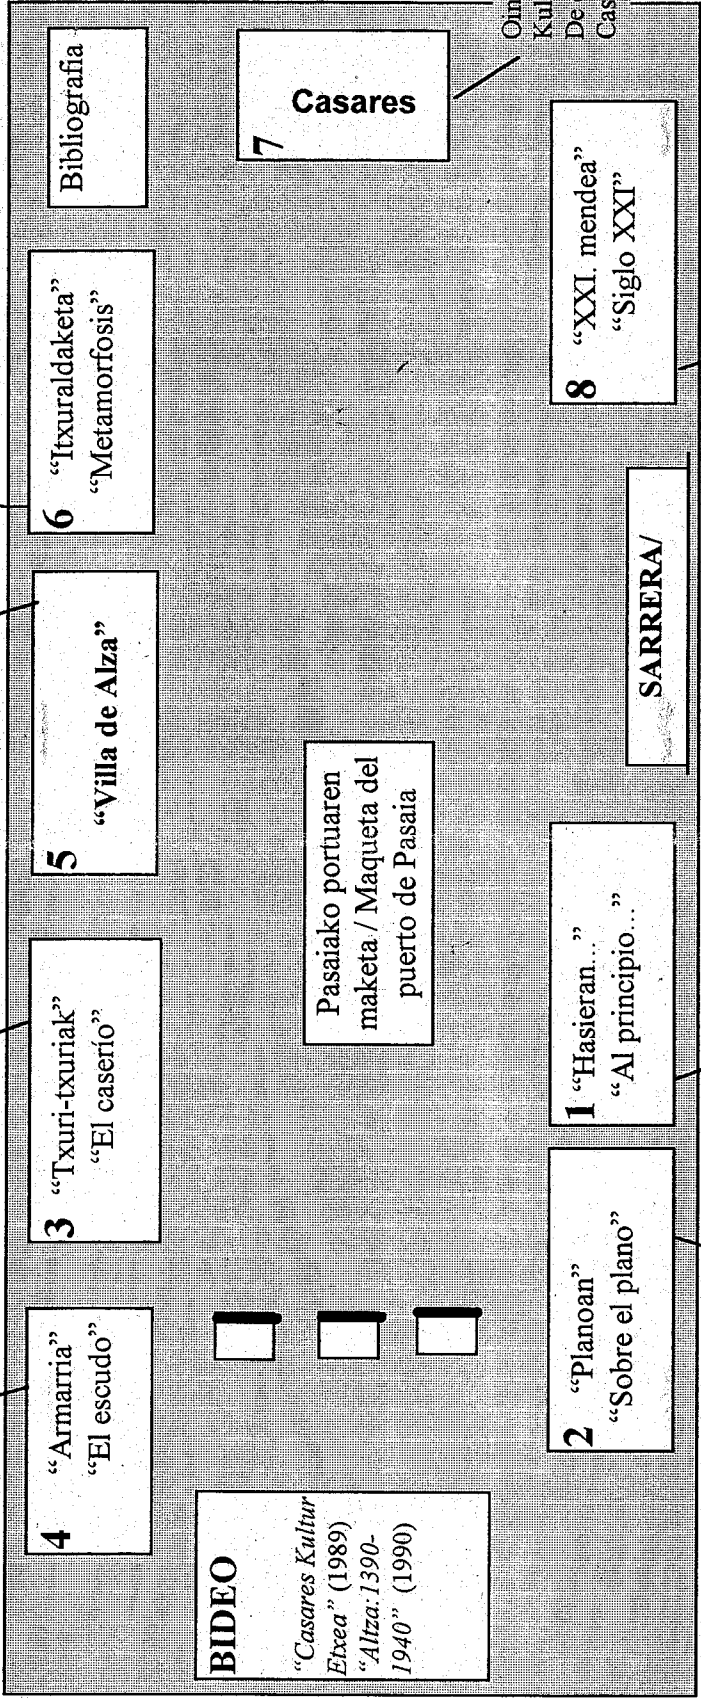 4 “Armarria”
“El escudo”
3 “Txuri-txuriak”
“El caserío”
5
“Villa de Alza”
6 “Itxuraldaketa”
“Metamorfosis”
Bibliografia
BIDEO
“Casares Kultur
Etxea” (1989)
“Altza:1390-
1940” (1990)
Pasaiako portuaren
maketa / Maqueta del
puerto de Pasaia
7 Casares
2 “Planoan”
“Sobre el plano”
1 “Hasieran...”
“Al principio...”
SARRERA/
8 “XXI. mendea”
“Siglo XXI”
Oin
Kul
De
Cas